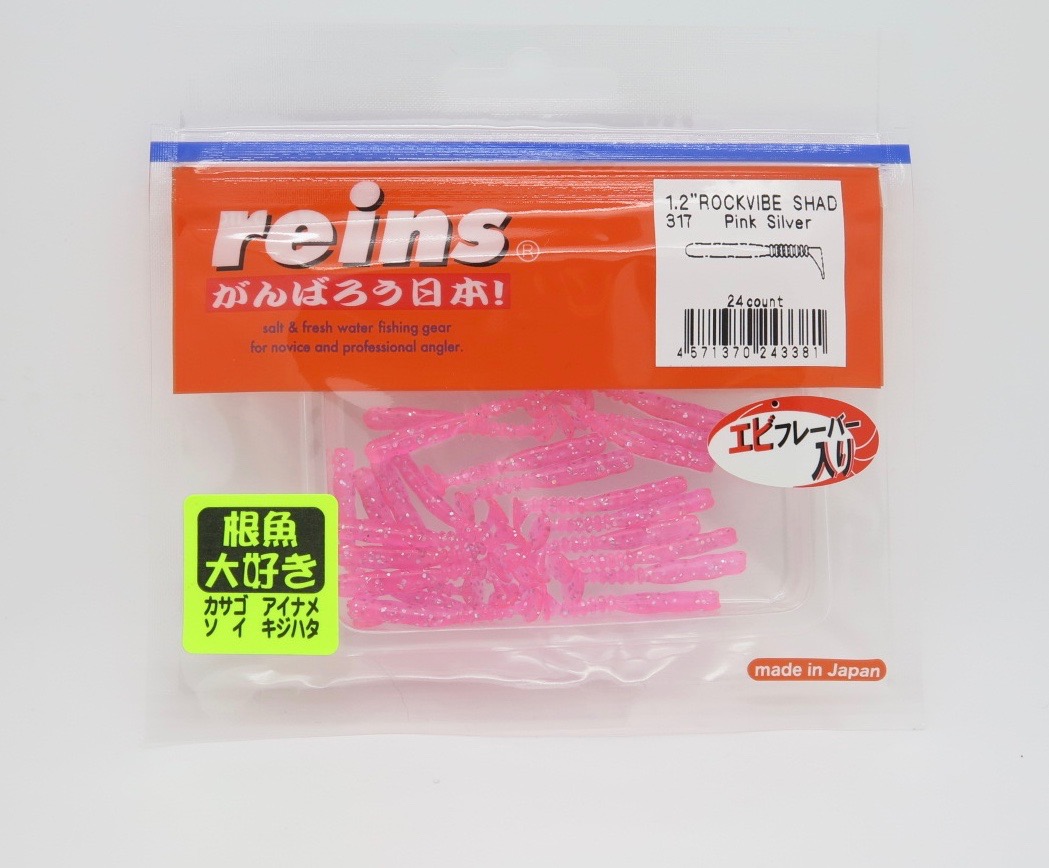 reins®
がんばろう日本!
salt & fresh water fishing gear
for novice and professional angler.
1.2"ROCKVIBE SHAD
317 Pink Silver
24count
4 571370 243381
エビフレーバー
入り
根魚
大好き
カサゴ アイナメ
ソイ キジハタ
made in Japan